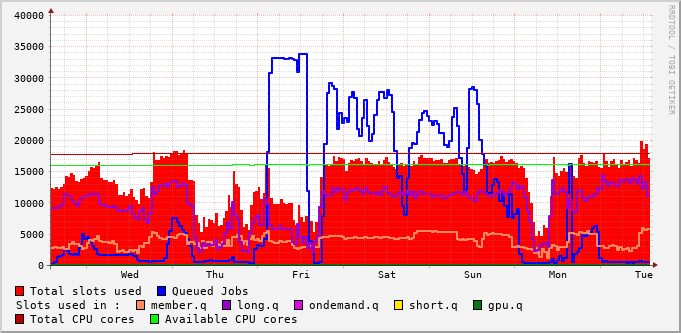 40000
35000
30000
25000
20000
15000
10000
5000
0
Wed Thu Fri Sat Sun Mon Tue
Total slots used Queued Jobs
Slots used in : member.q long.q ondemand.q short.q gpu.q
Total CPU cores Available CPU cores
RRDTOOL / TOBI OETIKER